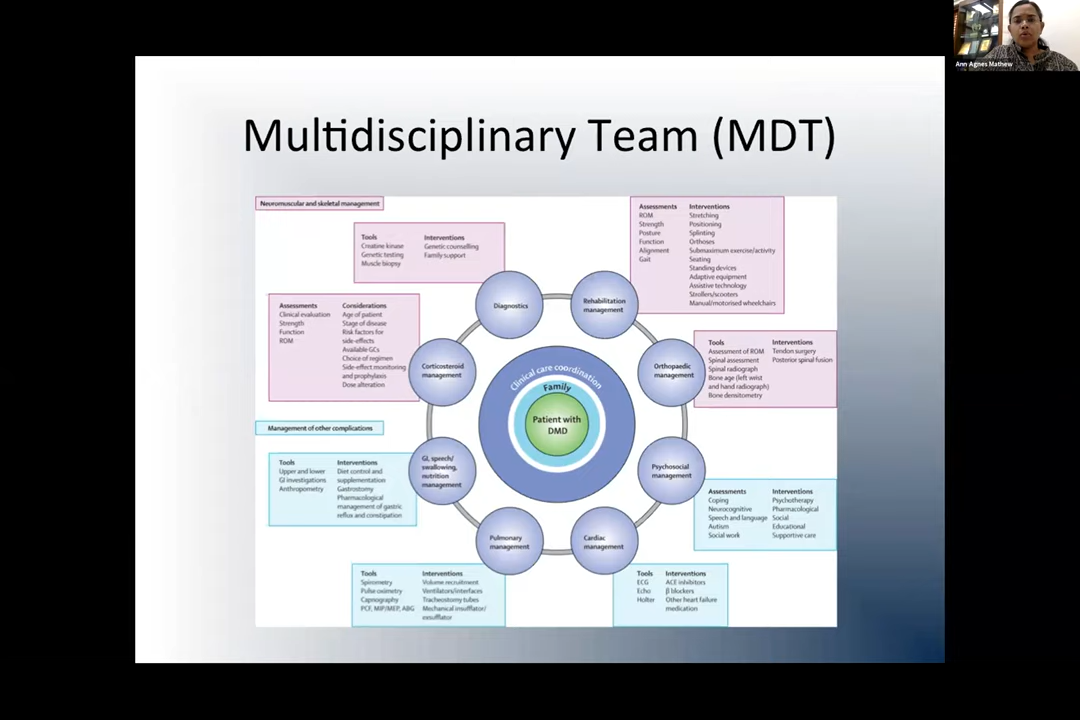 Ann Agnes Mathew
Multidisciplinary Team (MDT)
Neuromuscular and skeletal management
Tools
Creatine kinase
Genetic testing
Muscle biopsy
Interventions
Genetic counselling
Family support
Assessments
ROM
Strength
Posture
Function
Alignment
Gait
Interventions
Stretching
Positioning
Splinting
Orthoses
Submaximum exercise/activity
Seating
Standing devices
Adaptive equipment
Assistive technology
Strollers/scooters
Manual/motorised wheelchairs
Diagnostics
Rehabilitation
management
Assessments
Clinical evaluation
Strength
Function
ROM
Considerations
Age of patient
Stage of disease
Risk factors for
side-effects
Available GCs
Choice of regimen
Side-effect monitoring
and prophylaxis
Dose alteration
Corticosteroid
management
Orthopaedic
management
Tools
Assessment of ROM
Spinal assessment
Spinal radiograph
Bone age (left wrist
and hand radiograph)
Bone densitometry
Interventions
Tendon surgery
Posterior spinal fusion
Clinical care coordination
Family
Patient with
DMD
Management of other complications
Tools
Upper and lower
GI investigations
Anthropometry
Interventions
Diet control and
supplementation
Gastrostomy
Pharmacological
management of gastric
reflux and constipation
GI, speech/
swallowing,
nutrition
management
Psychosocial
management
Assessments
Coping
Neurocognitive
Speech and language
Autism
Social work
Interventions
Psychotherapy
Pharmacological
Social
Educational
Supportive care
Pulmonary
management
Cardiac
management
Tools
Spirometry
Pulse oximetry
Capnography
PCF, MIP/MEP, ABG
Interventions
Volume recruitment
Ventilators/interfaces
Tracheostomy tubes
Mechanical insufflator/
exsufflator
Tools
ECG
Echo
Holter
Interventions
ACE inhibitors
β blockers
Other heart failure
medication